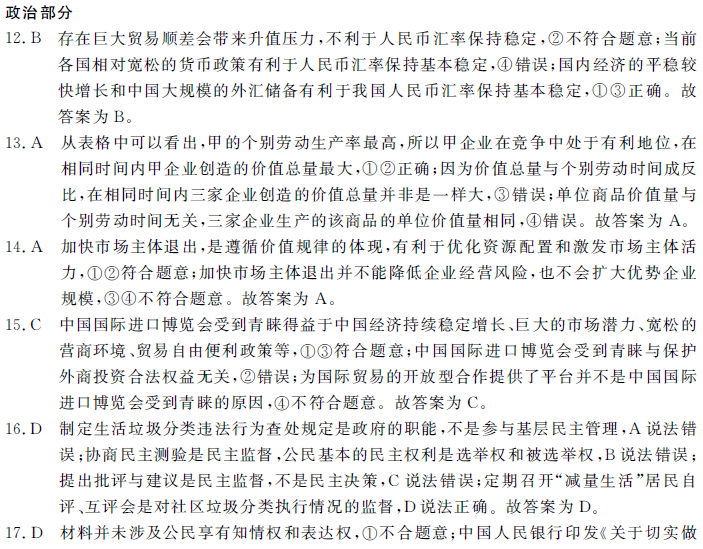 政治部分
12. B 存在巨大贸易顺差会带来升值压力,不利于人民币汇率保持稳定,②不符合题意;当前
各国相对宽松的货币政策有利于人民币汇率保持基本稳定,④错误;国内经济的平稳较
快增长和中国大规模的外汇储备有利于我国人民币汇率保持基本稳定,①③正确。故
答案为 B。
13. A 从表格中可以看出,甲的个别劳动生产率最高,所以甲企业在竞争中处于有利地位,在
相同时间内甲企业创造的价值总量最大,①②正确;因为价值总量与个别劳动时间成反
比,在相同时间内三家企业创造的价值总量并非是一样大,③错误;单位商品价值量与
个别劳动时间无关,三家企业生产的该商品的单位价值量相同,④错误。故答案为 A。
14. A 加快市场主体退出,是遵循价值规律的体现,有利于优化资源配置和激发市场主体活
力,①②符合题意;加快市场主体退出并不能降低企业经营风险,也不会扩大优势企业
规模,③④不符合题意。故答案为 A。
15. C 中国国际进口博览会受到青睐得益于中国经济持续稳定增长、巨大的市场潜力、宽松的
营商环境、贸易自由便利政策等,①③符合题意;中国国际进口博览会受到青睐与保护
外商投资合法权益无关,②错误;为国际贸易的开放型合作提供了平台并不是中国国际
进口博览会受到青睐的原因,④不符合题意。故答案为 C。
16. D 制定生活垃圾分类违法行为查处规定是政府的职能,不是参与基层民主管理,A 说法错
误;协商民主测验是民主监督,公民基本的民主权利是选举权和被选举权,B 说法错误;
提出批评与建议是民主监督,不是民主决策,C 说法错误;定期召开“减量生活”居民自
评、互评会是对社区垃圾分类执行情况的监督,D 说法正确。故答案为 D。
17. D 材料并未涉及公民享有知情权和表达权,①不合题意;中国人民银行印发《关于切实做